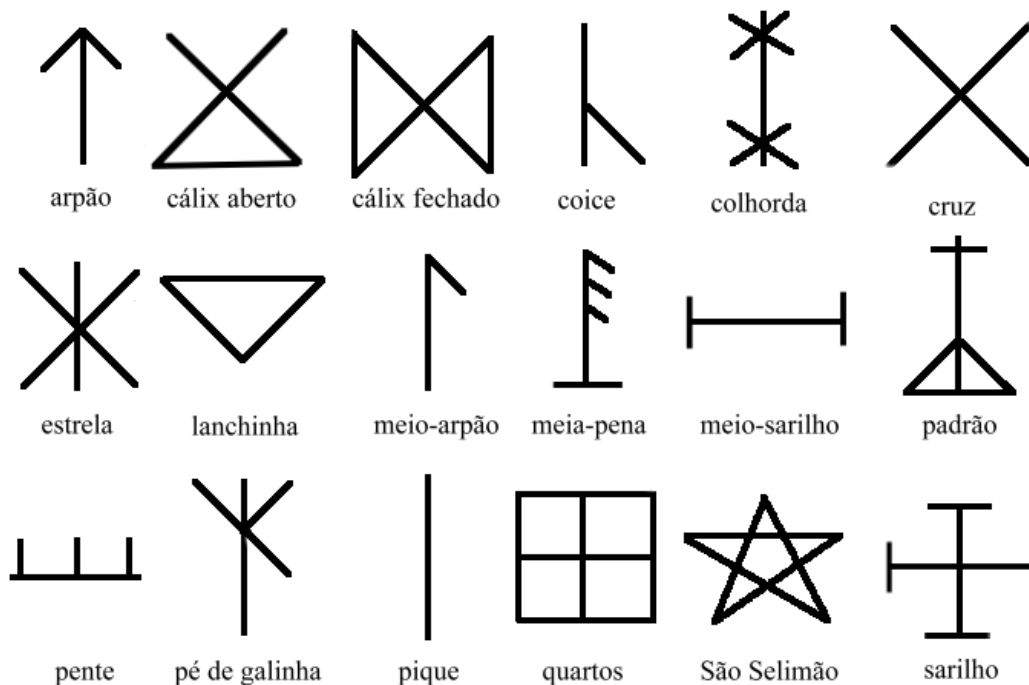 arpão cálix aberto cálix fechado coice colhorda cruz
estrela lanchinha meio-arpão meia-pena meio-sarilho padrão
pente pé de galinha pique quartos São Selimão sarilho